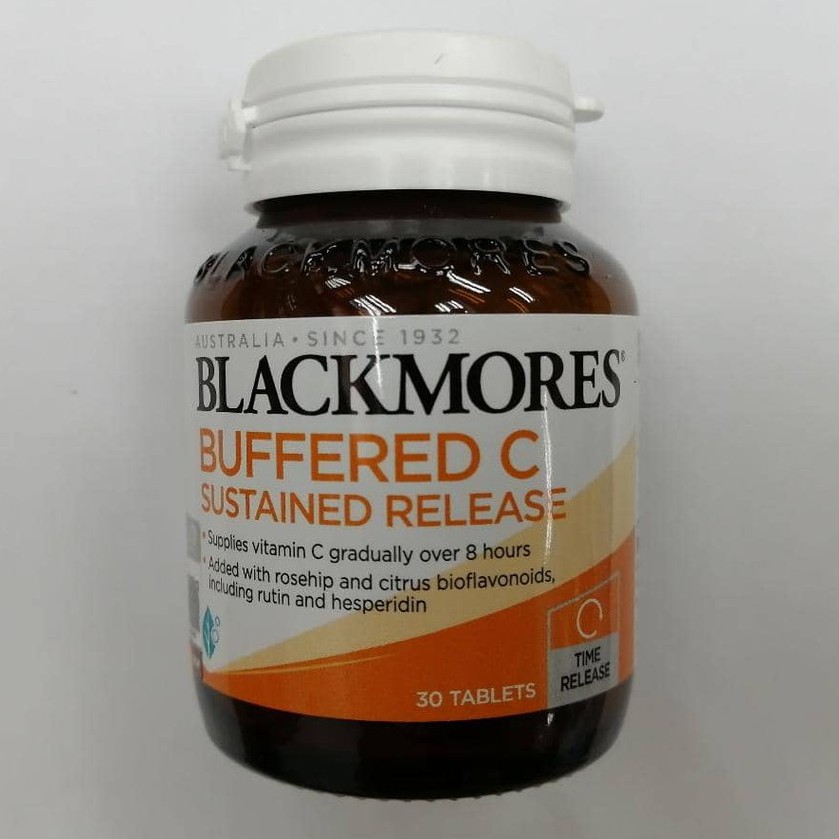 BLACKMORES
AUSTRALIA • SINCE 1932
BLACKMORES®
BUFFERED C
SUSTAINED RELEASE
• Supplies vitamin C gradually over 8 hours
• Added with rosehip and citrus bioflavonoids,
including rutin and hesperidin
TIME
RELEASE
30 TABLETS